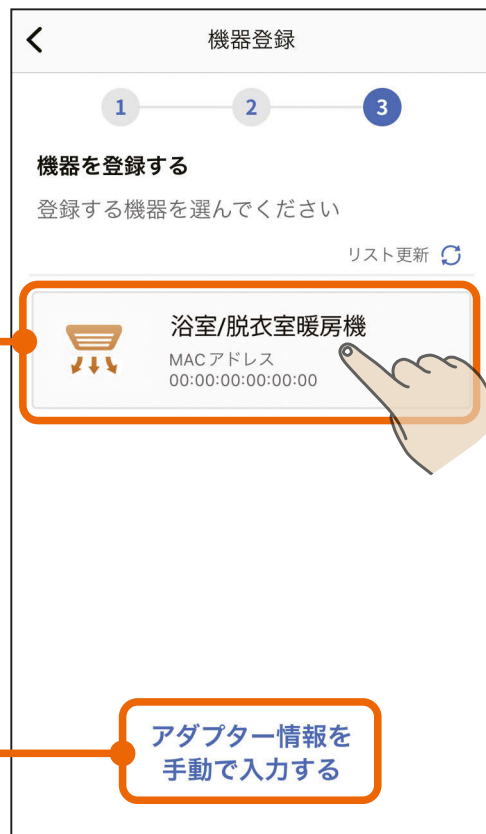 機器登録
1 2 3
機器を登録する
登録する機器を選んでください
リスト更新
浴室/脱衣室暖房機
MACアドレス
00:00:00:00:00:00
アダプター情報を
手動で入力する